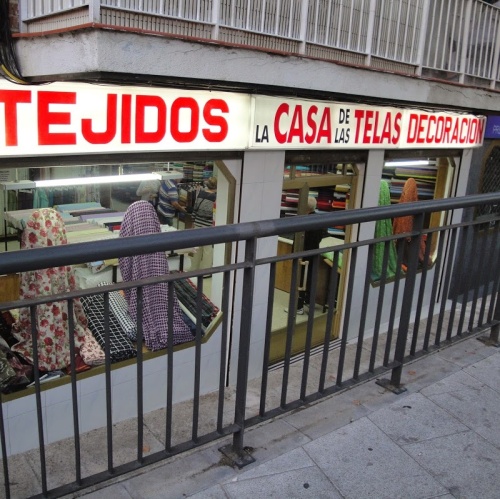 TEJIDOS
LA CASA DE LAS TELAS DECORACION